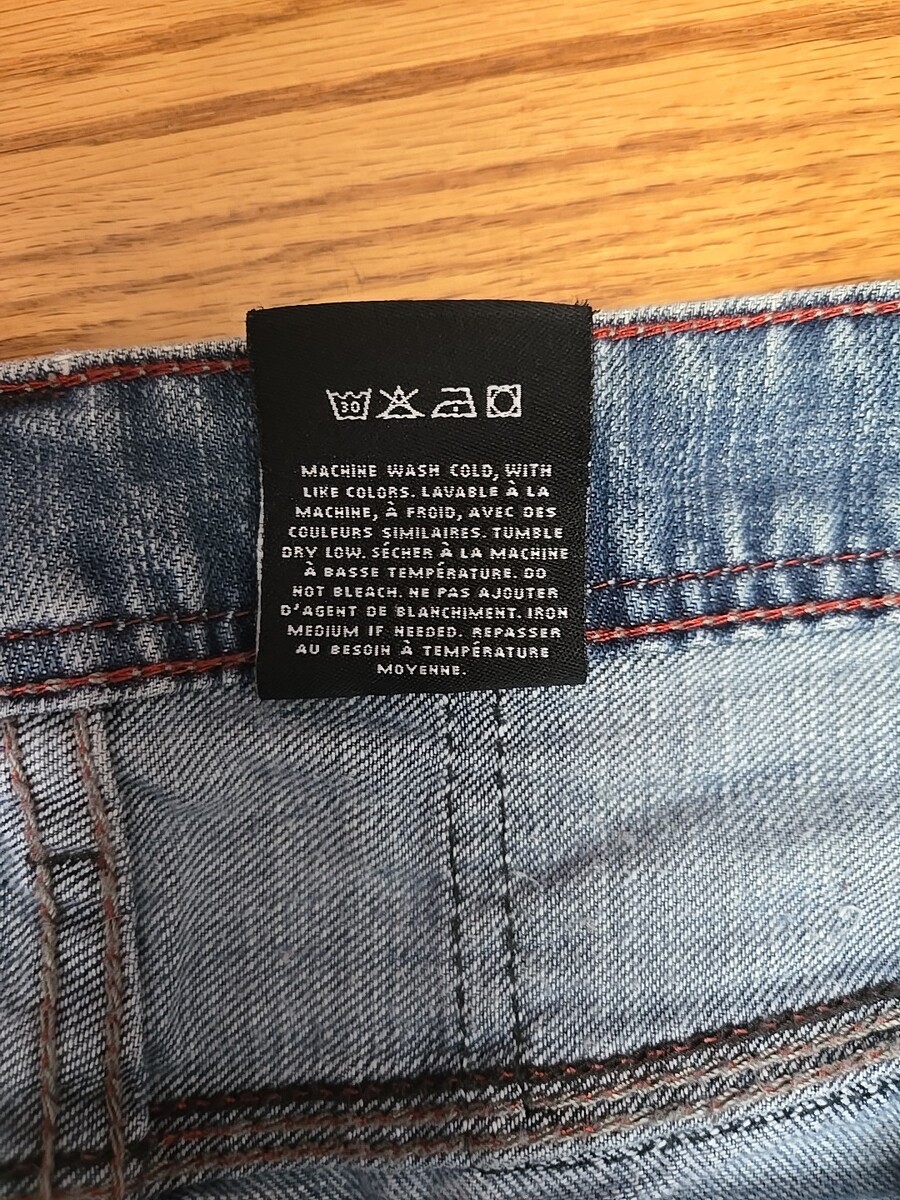 30
MACHINE WASH COLD, WITH
LIKE COLORS. LAVABLE À LA
MACHINE, À FROID, AVEC DES
COULEURS SIMILAIRES. TUMBLE
DRY LOW. SÉCHER À LA MACHINE
À BASSE TEMPÉRATURE. DO
NOT BLEACH. NE PAS AJOUTER
D'AGENT DE BLANCHIMENT. IRON
MEDIUM IF NEEDED. REPASSER
AU BESOIN À TEMPÉRATURE
MOYENNE.